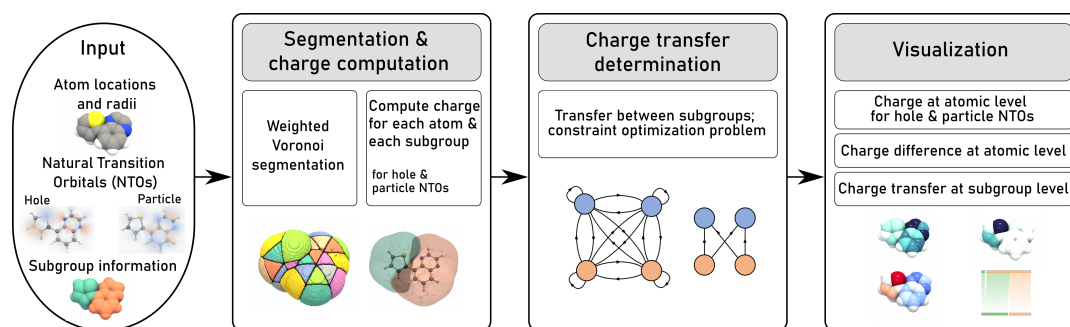 Input
Atom locations
and radii
Natural Transition
Orbitals (NTOs)
Hole
Particle
Subgroup information
Segmentation &
charge computation
Weighted
Voronoi
segmentation
Compute charge
for each atom &
each subgroup
for hole &
particle NTOs
Charge transfer
determination
Transfer between subgroups;
constraint optimization problem
Visualization
Charge at atomic level
for hole & particle NTOs
Charge difference at atomic level
Charge transfer at subgroup level